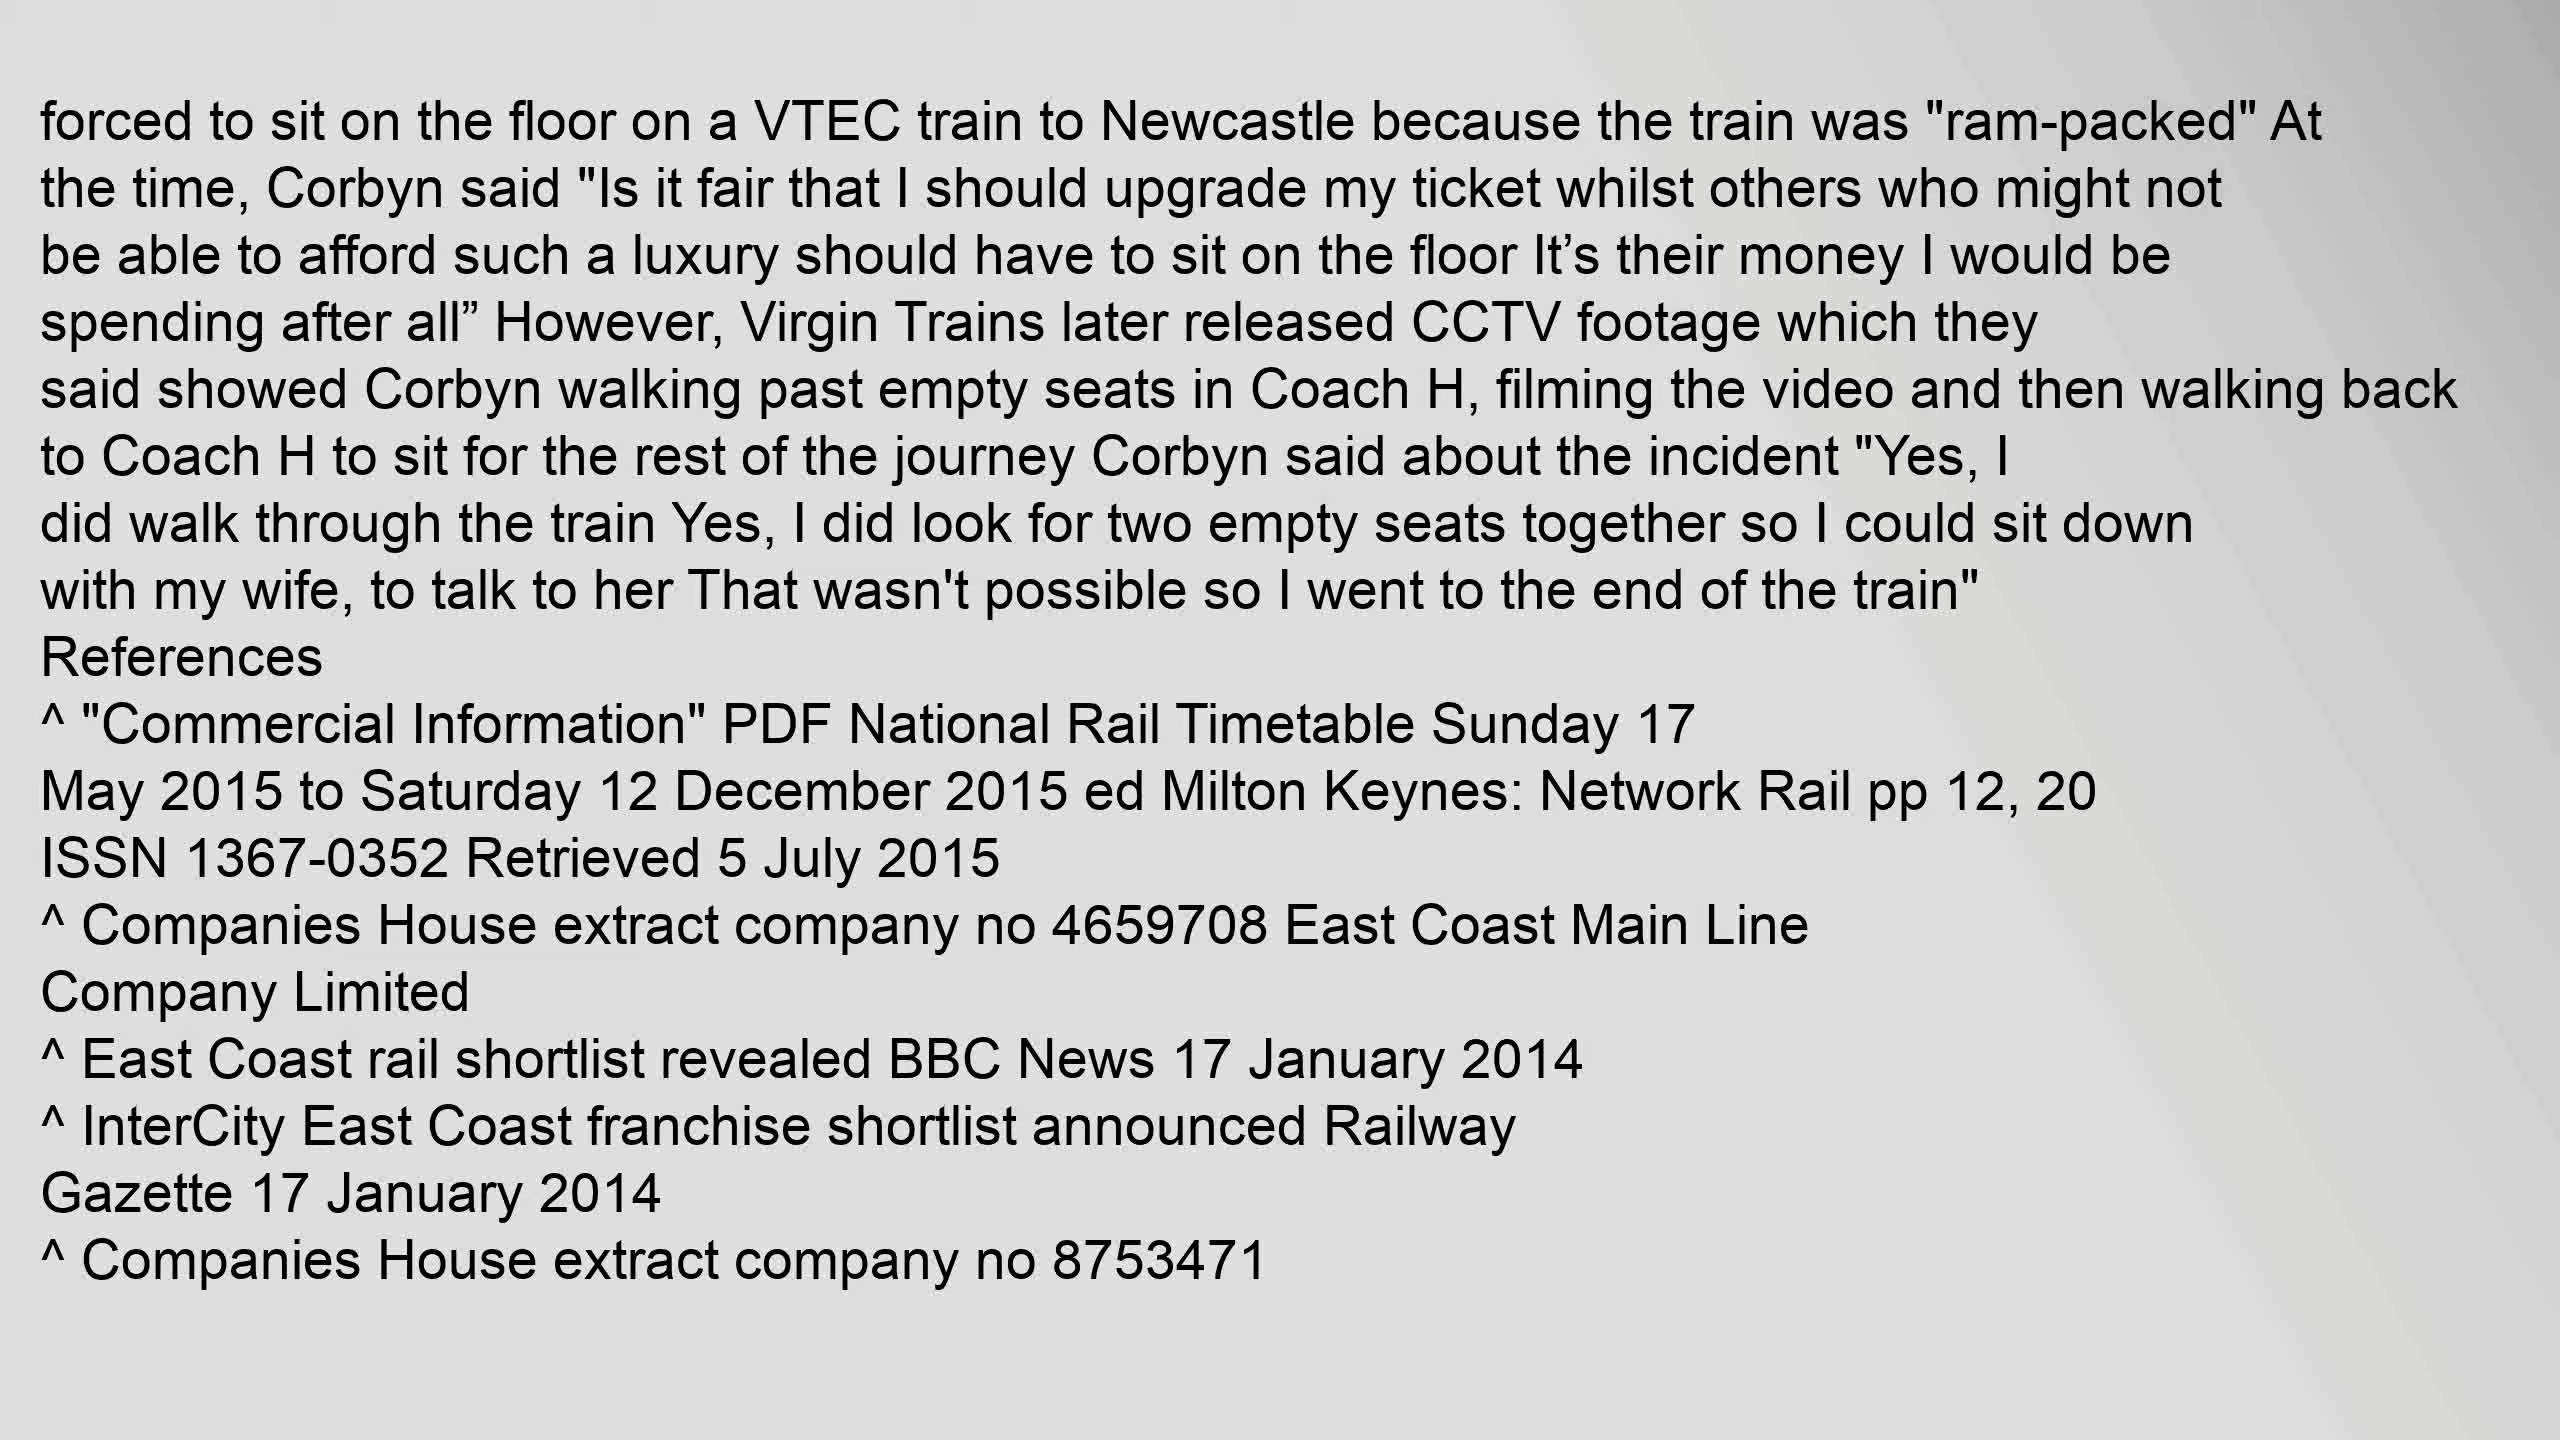 forced to sit on the floor on a VTEC train to Newcastle because the train was "ram-packed" At
the time, Corbyn said "Is it fair that I should upgrade my ticket whilst others who might not
be able to afford such a luxury should have to sit on the floor It’s their money I would be
spending after all” However, Virgin Trains later released CCTV footage which they
said showed Corbyn walking past empty seats in Coach H, filming the video and then walking back
to Coach H to sit for the rest of the journey Corbyn said about the incident "Yes, I
did walk through the train Yes, I did look for two empty seats together so I could sit down
with my wife, to talk to her That wasn't possible so I went to the end of the train"
References
^ "Commercial Information" PDF National Rail Timetable Sunday 17
May 2015 to Saturday 12 December 2015 ed Milton Keynes: Network Rail pp 12, 20
ISSN 1367-0352 Retrieved 5 July 2015
^ Companies House extract company no 4659708 East Coast Main Line
Company Limited
^ East Coast rail shortlist revealed BBC News 17 January 2014
^ InterCity East Coast franchise shortlist announced Railway
Gazette 17 January 2014
^ Companies House extract company no 8753471